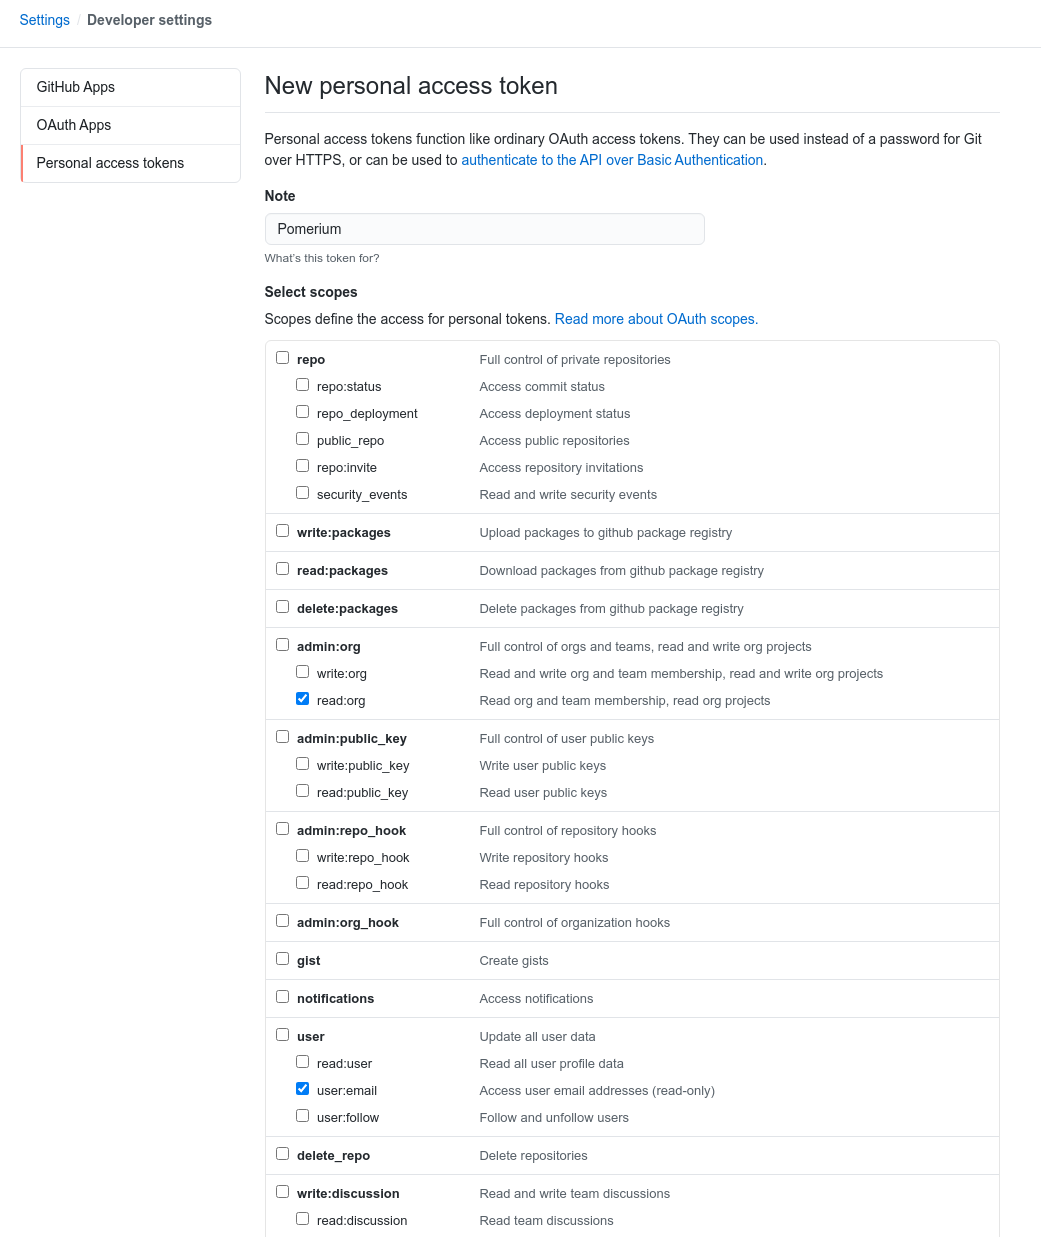 Settings / Developer settings
GitHub Apps
OAuth Apps
Personal access tokens
New personal access token
Personal access tokens function like ordinary OAuth access tokens. They can be used instead of a password for Git
over HTTPS, or can be used to authenticate to the API over Basic Authentication.
Note
Pomerium
What's this token for?
Select scopes
Scopes define the access for personal tokens. Read more about OAuth scopes.
repo Full control of private repositories
repo:status Access commit status
repo_deployment Access deployment status
public_repo Access public repositories
repo:invite Access repository invitations
security_events Read and write security events
write:packages Upload packages to github package registry
read:packages Download packages from github package registry
delete:packages Delete packages from github package registry
admin:org Full control of orgs and teams, read and write org projects
write:org Read and write org and team membership, read and write org projects
read:org Read org and team membership, read org projects
admin:public_key Full control of user public keys
write:public_key Write user public keys
read:public_key Read user public keys
admin:repo_hook Full control of repository hooks
write:repo_hook Write repository hooks
read:repo_hook Read repository hooks
admin:org_hook Full control of organization hooks
gist Create gists
notifications Access notifications
user Update all user data
read:user Read all user profile data
user:email Access user email addresses (read-only)
user:follow Follow and unfollow users
delete_repo Delete repositories
write:discussion Read and write team discussions
read:discussion Read team discussions